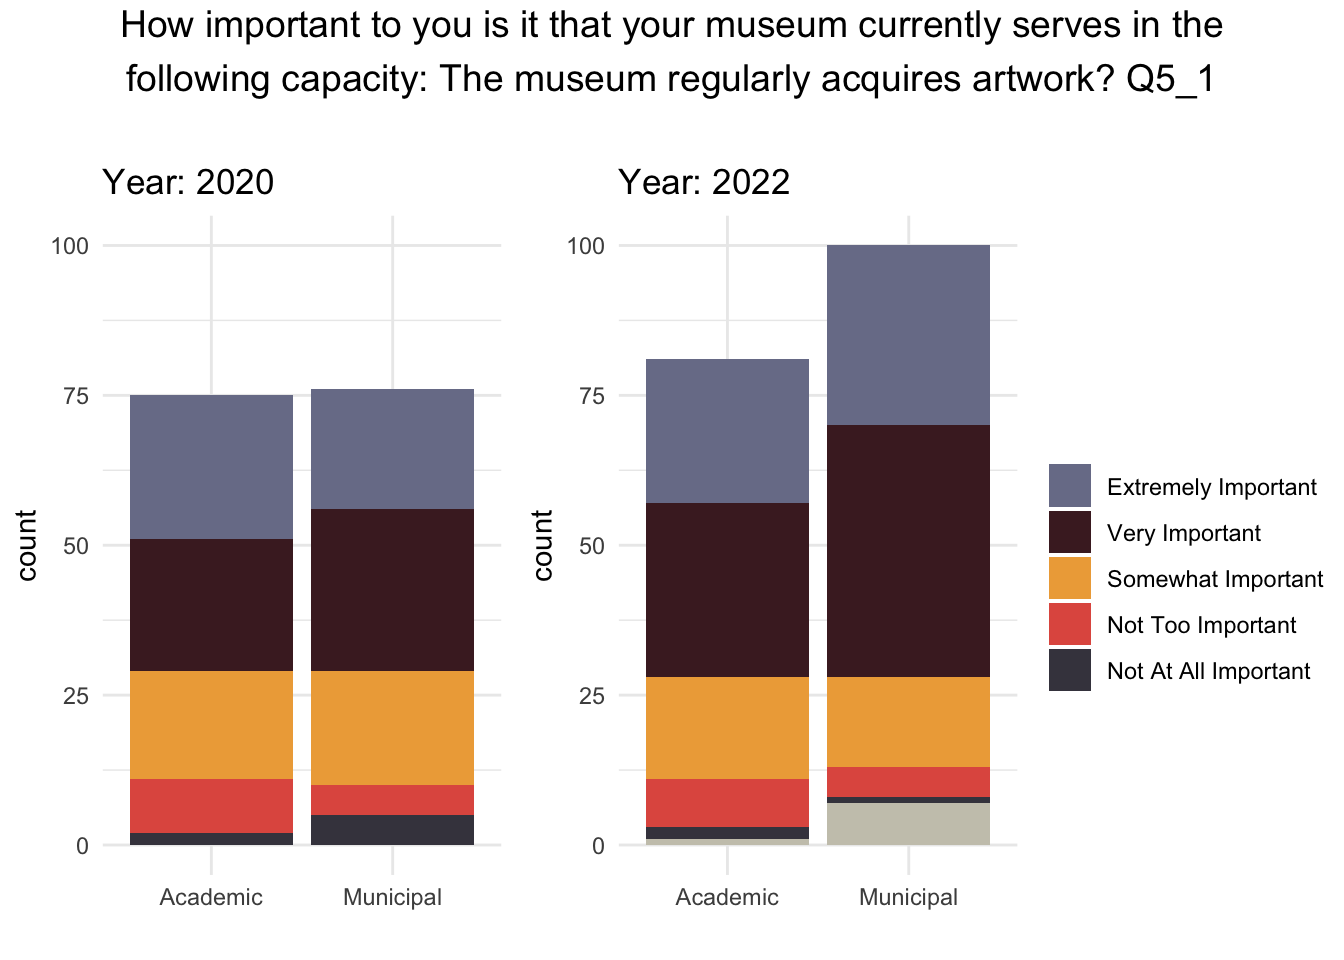 How important to you is it that your museum currently serves in the
following capacity: The museum regularly acquires artwork? Q5_1
Year: 2020
Year: 2022
100
75
50
25
0
count
Academic
Municipal
100
75
50
25
0
count
Academic
Municipal
Extremely Important
Very Important
Somewhat Important
Not Too Important
Not At All Important